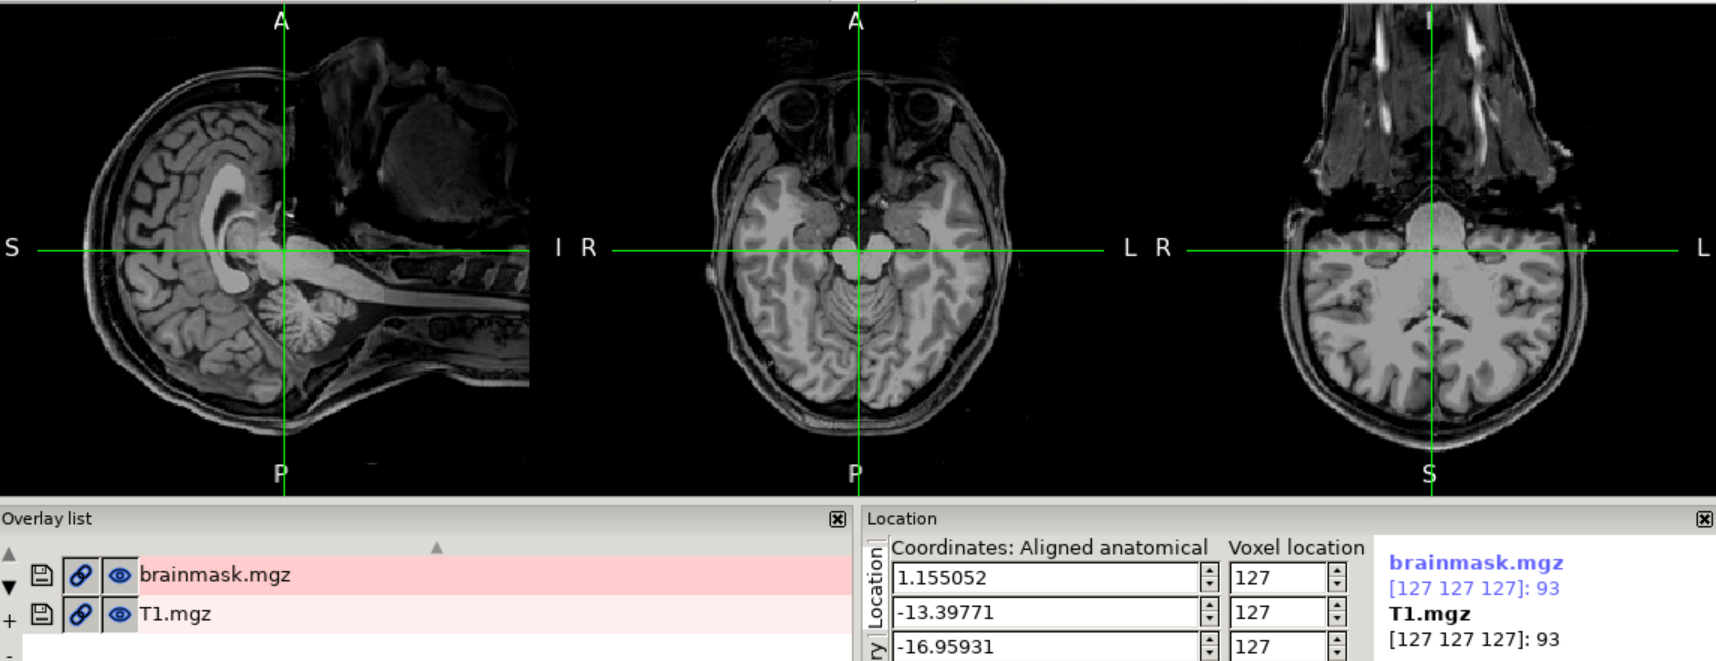 A
A
I
S
I
R
L
R
L
P
P
S
Overlay list
Location
brainmask.mgz
T1.mgz
+
-
Location
ry
Coordinates: Aligned anatomical
Voxel location
1.155052
127
-13.39771
127
-16.95931
127
brainmask.mgz
[127 127 127]: 93
T1.mgz
[127 127 127]: 93